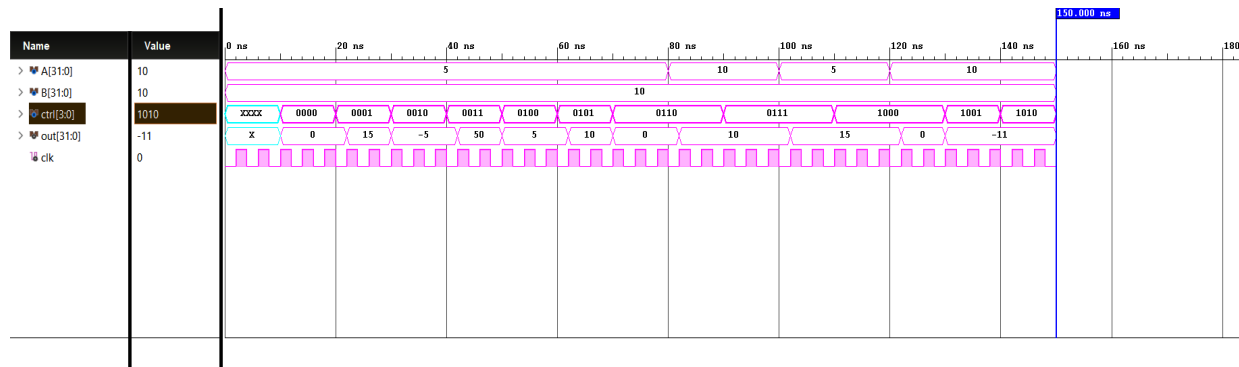 150.000 ns
Name Value 0 ns 20 ns 40 ns 60 ns 80 ns 100 ns 120 ns 140 ns 160 ns 180
> A[31:0] 10 5 10 5 10
> B[31:0] 10 10
> ctrl[3:0] 1010 XXXX 0000 0001 0010 0011 0100 0101 0110 0111 1000 1001 1010
> out[31:0] -11 X 0 15 -5 50 5 10 0 10 15 0 -11
clk 0